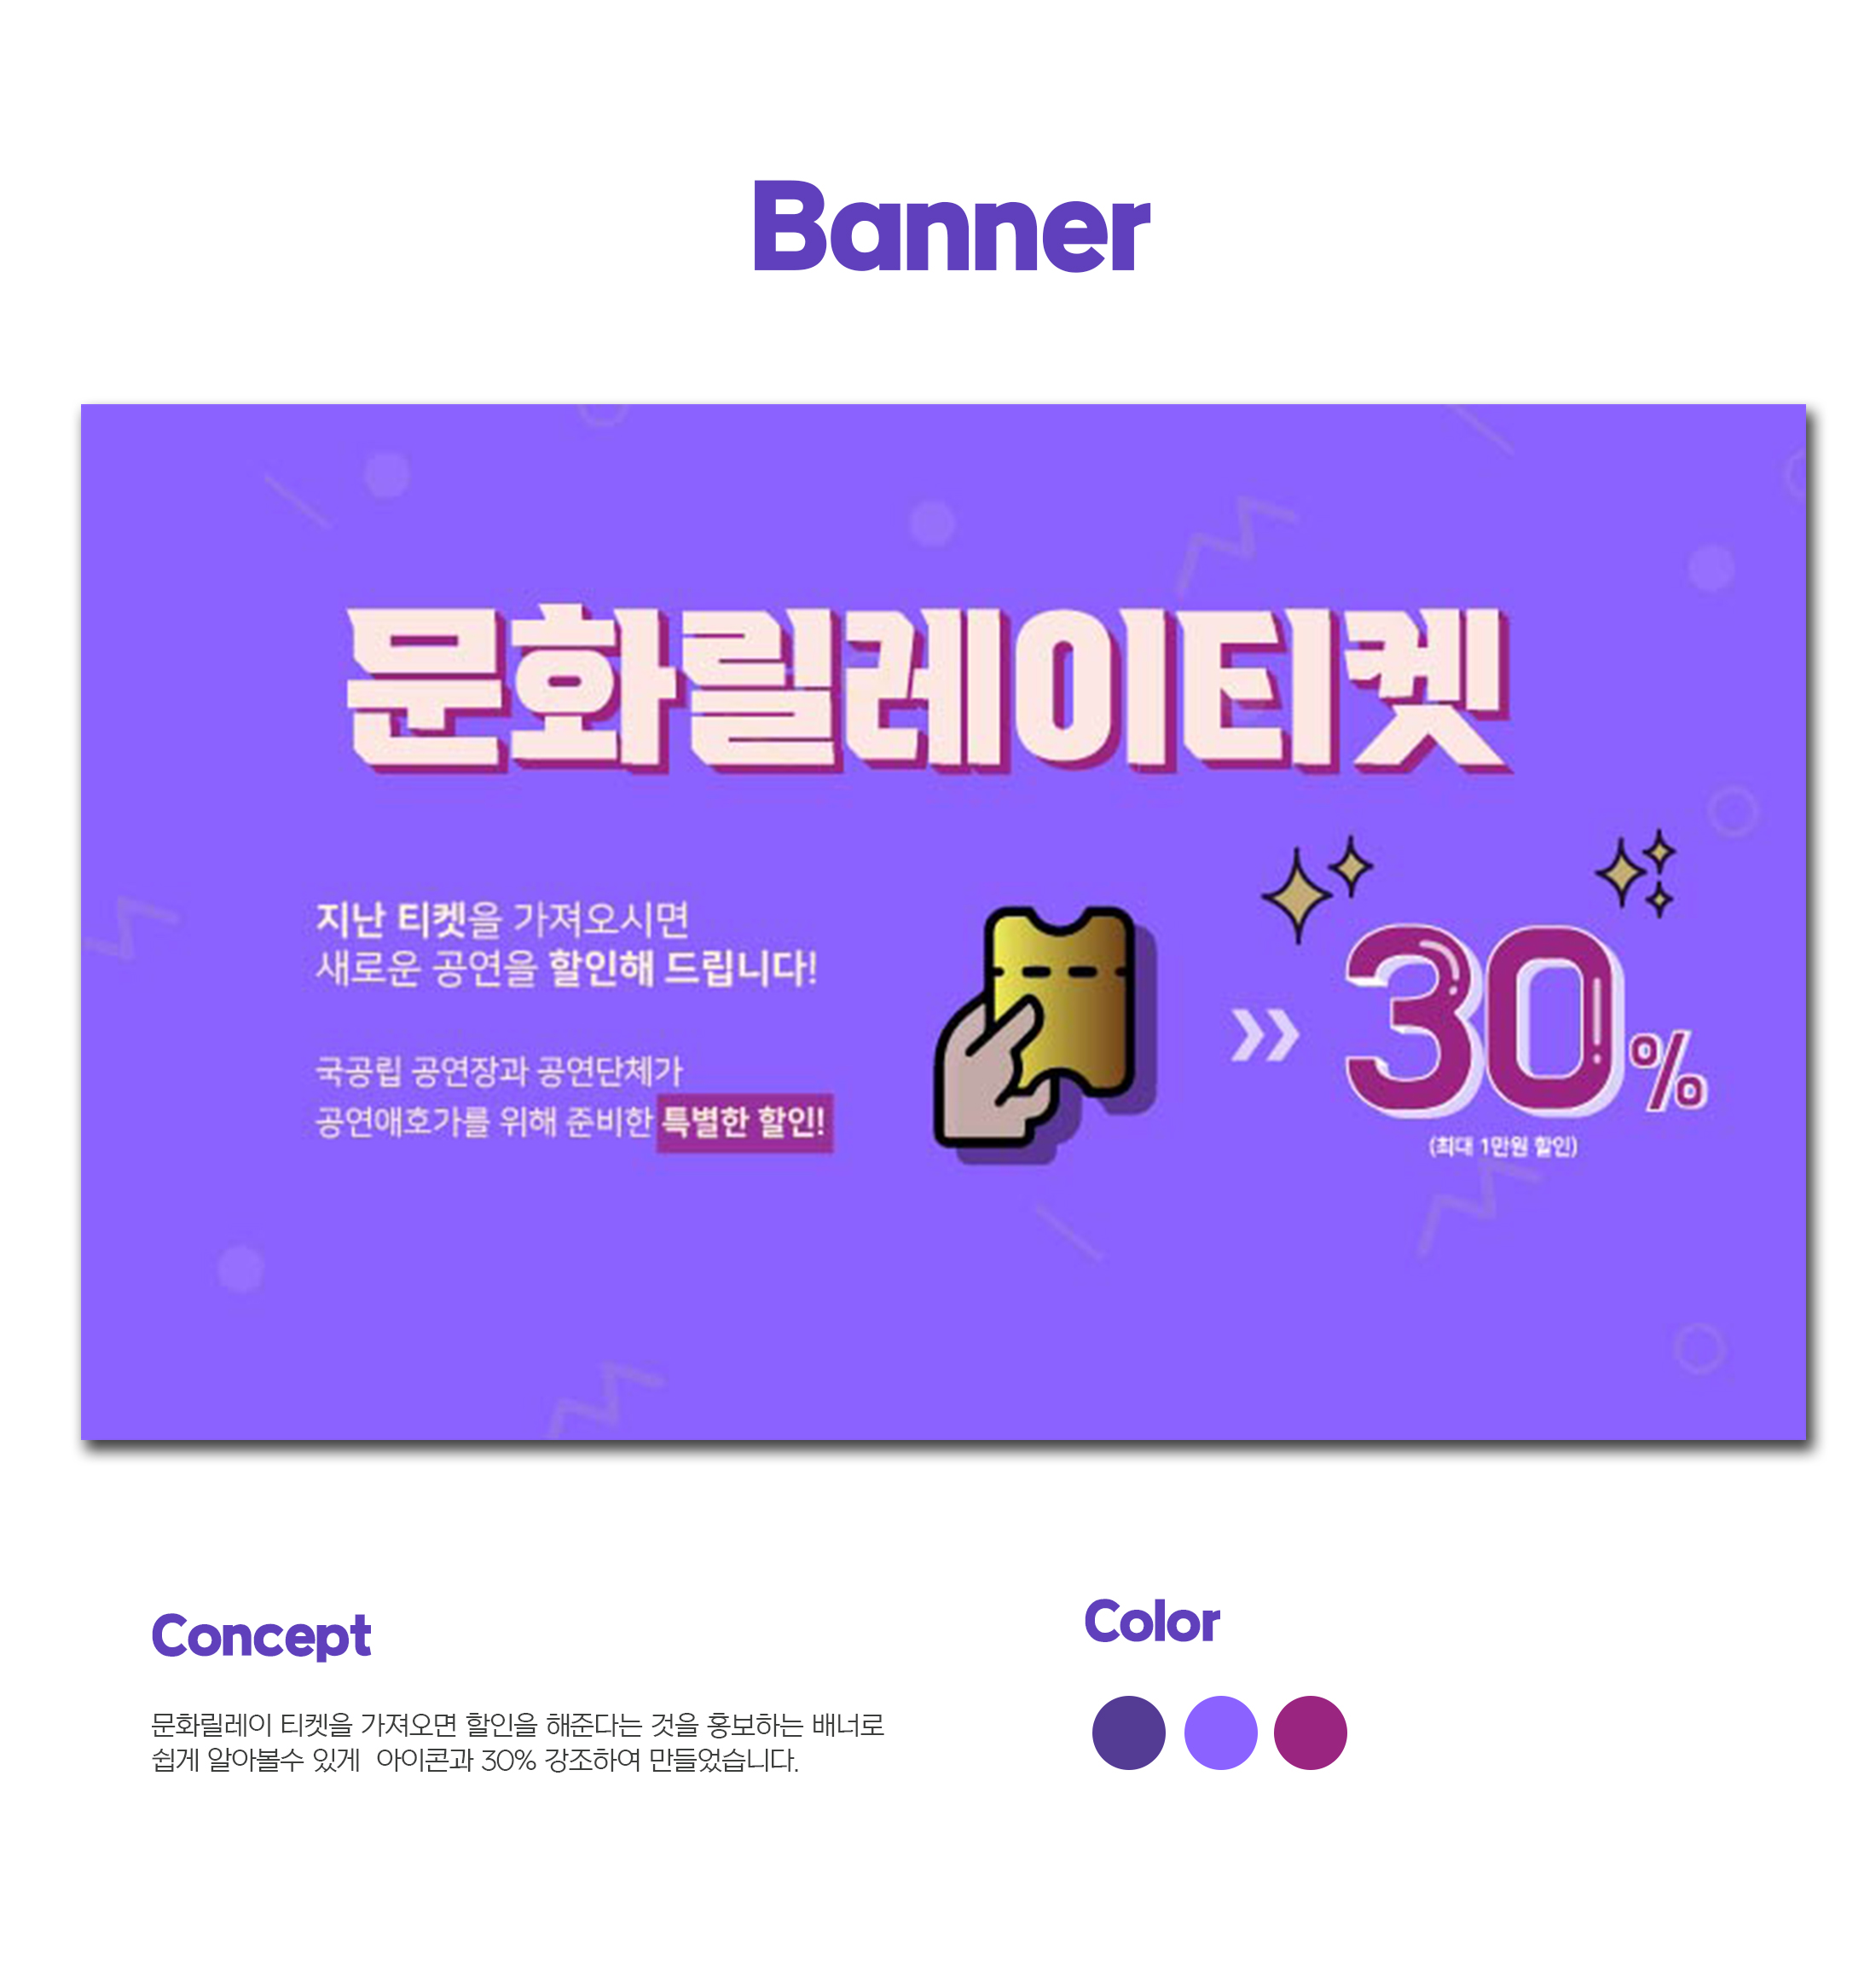 Banner
문화릴레이티켓
지난 티켓을 가져오시면
새로운 공연을 할인해 드립니다!
국공립 공연장과 공연단체가
공연애호가를 위해 준비한 특별한 할인!
30%
(최대 1만원 할인)
Concept
문화릴레이 티켓을 가져오면 할인을 해준다는 것을 홍보하는 배너로
쉽게 알아볼수 있게  아이콘과 30% 강조하여 만들었습니다.
Color